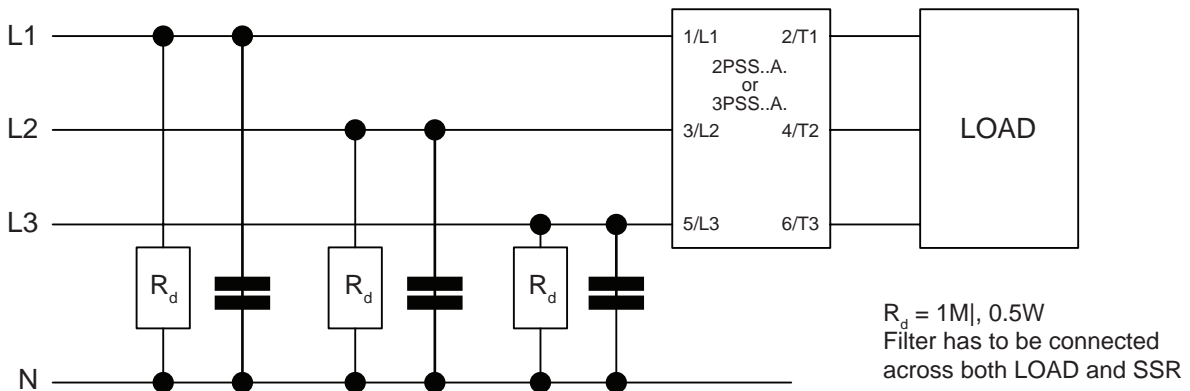 L1
1/L1 2/T1
2PSS..A.
or
3PSS..A.
L2
3/L2 4/T2
LOAD
L3
5/L3 6/T3
Rd Rd Rd
Rd = 1M|, 0.5W
Filter has to be connected
across both LOAD and SSR
N